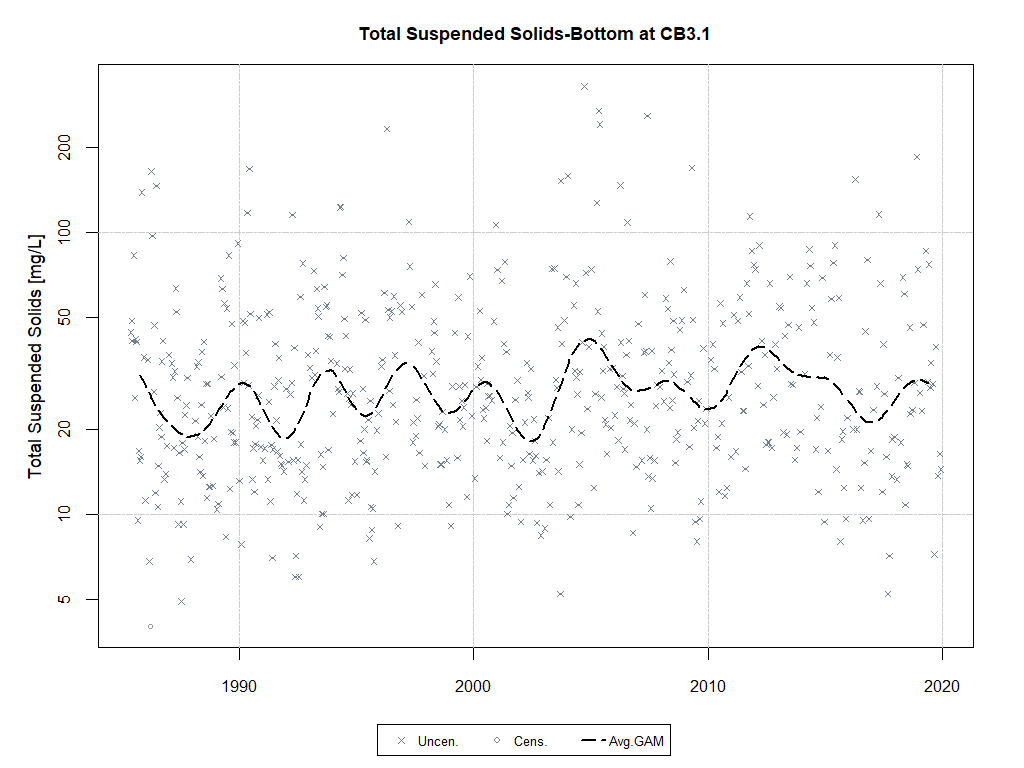 Total Suspended Solids-Bottom at CB3.1
Total Suspended Solids [mg/L]
200
100
50
20
10
5
1990 2000 2010 2020
Uncen. Cens. Avg.GAM